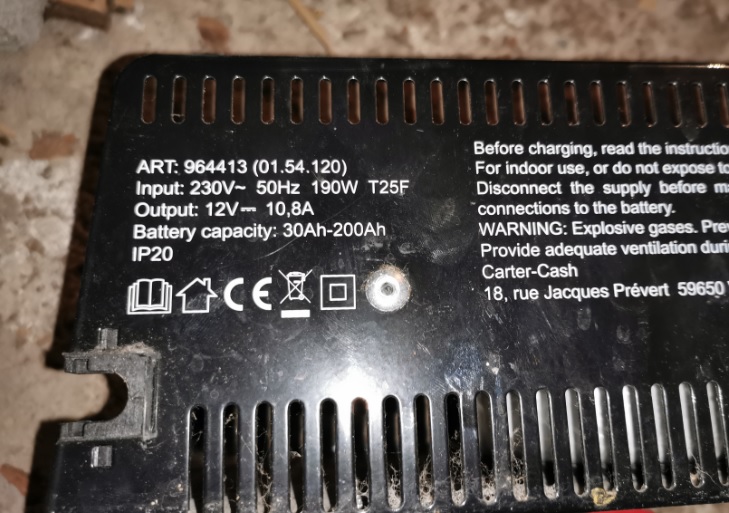 ART: 964413 (01.54.120)
Input: 230V~ 50Hz 190W T25F
Output: 12V⎓ 10,8A
Battery capacity: 30Ah-200Ah
IP20
CE
Before charging, read the
For indoor use, or do not expose to
Disconnect the supply before
connections to the battery.
WARNING: Explosive gases.
Provide adequate ventilation
Carter-Cash
18, rue Jacques Prévert 59650